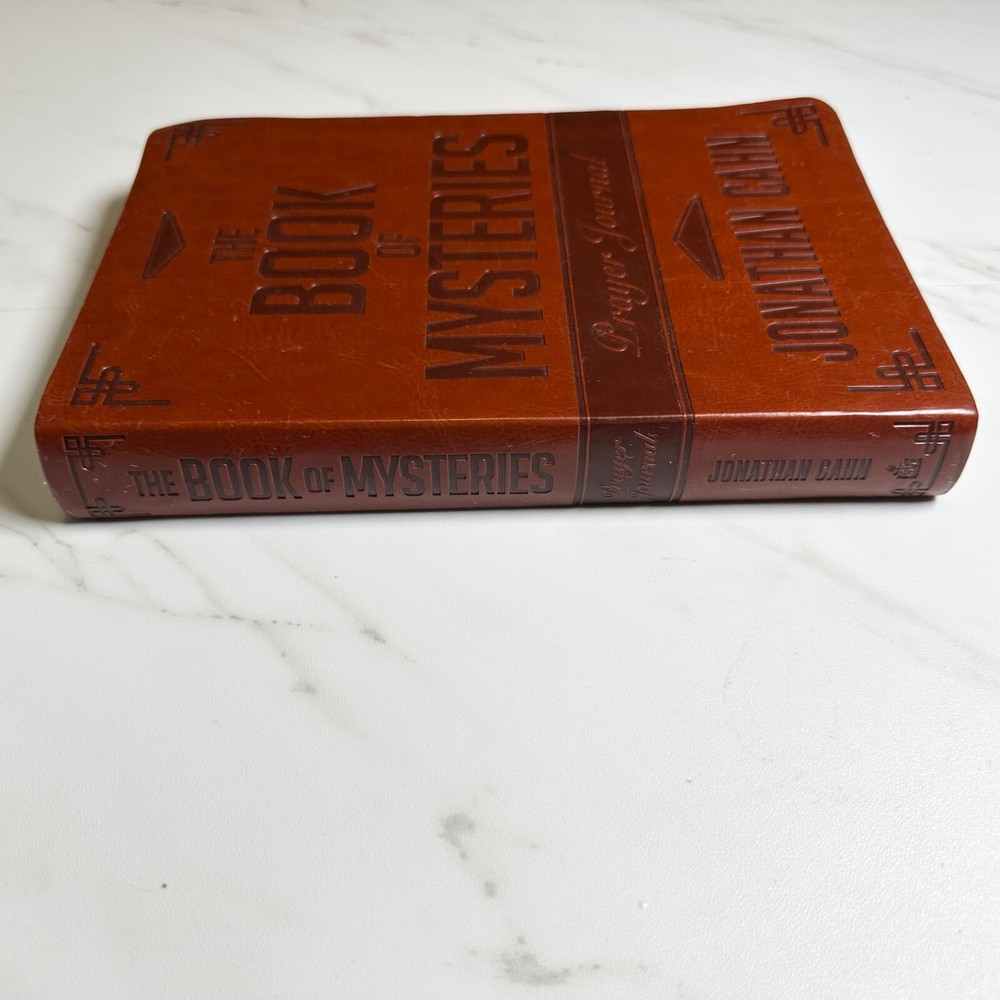 THE
BOOK
OF
MYSTERIES
Prayer Journal
JONATHAN CAHN
THE BOOK OF MYSTERIES
Prayer
Journal
JONATHAN CAHN